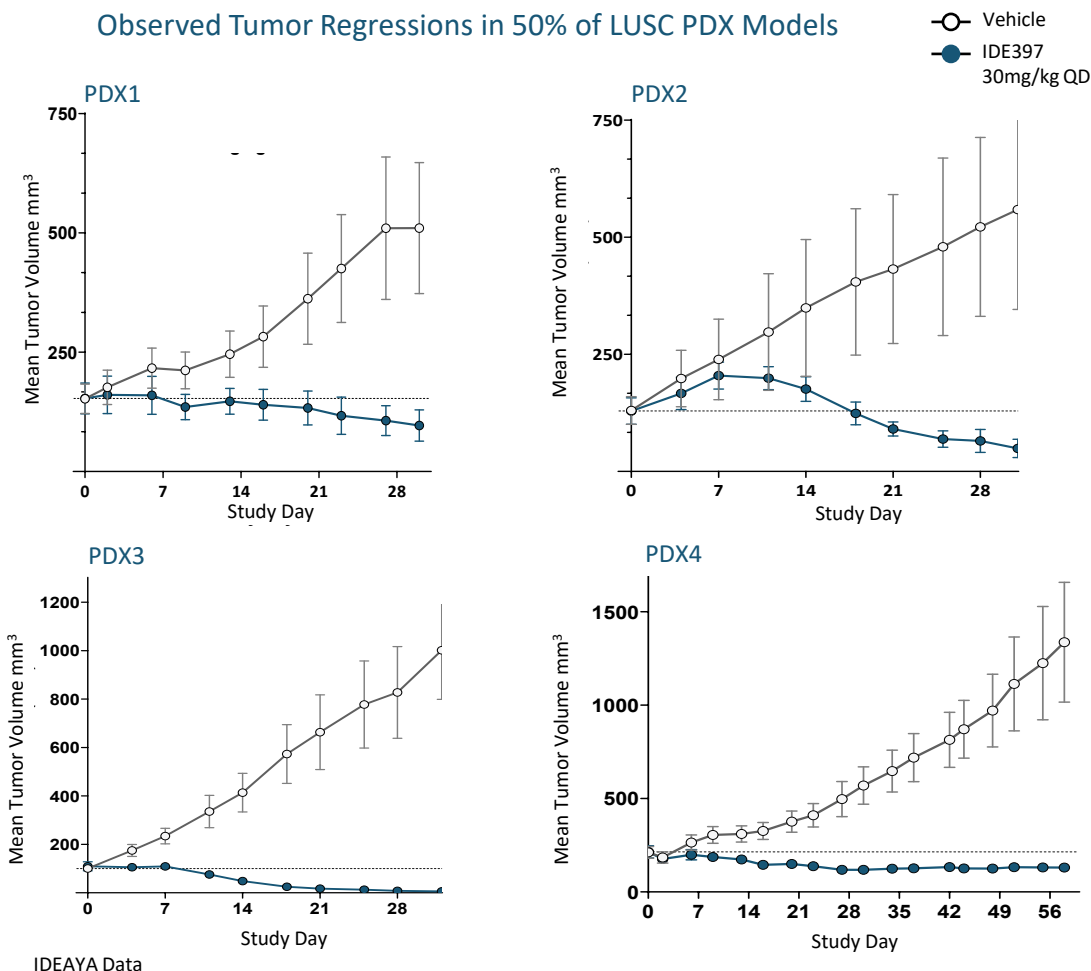 Observed Tumor Regressions in 50% of LUSC PDX Models
Vehicle
IDE397
30mg/kg QD
PDX1
Mean Tumor Volume mm³
750
500
250
0 7 14 21 28
Study Day
PDX2
Mean Tumor Volume mm³
750
500
250
0 7 14 21 28
Study Day
PDX3
Mean Tumor Volume mm³
1200
1000
800
600
400
200
0 7 14 21 28
Study Day
PDX4
Mean Tumor Volume mm³
1500
1000
500
0
0 7 14 21 28 35 42 49 56
Study Day
IDEAYA Data